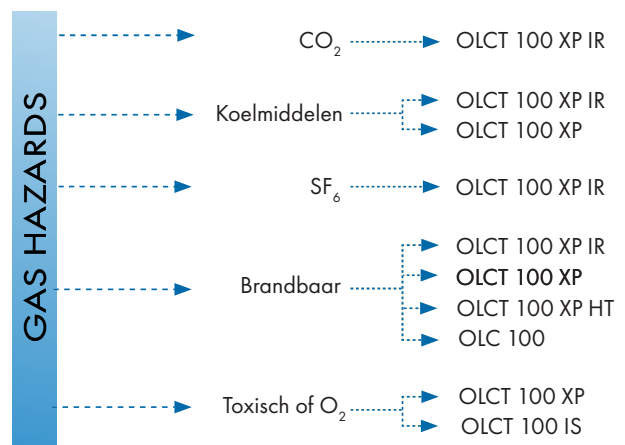 GAS HAZARDS
CO₂
OLCT 100 XP IR
Koelmiddelen
OLCT 100 XP IR
OLCT 100 XP
SF₆
OLCT 100 XP IR
Brandbaar
OLCT 100 XP IR
OLCT 100 XP
OLCT 100 XP HT
OLC 100
Toxisch of O₂
OLCT 100 XP
OLCT 100 IS